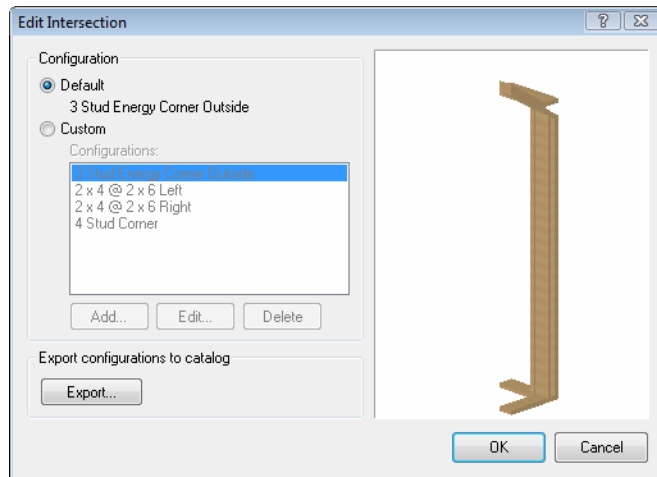 Edit Intersection
Configuration
Default
3 Stud Energy Corner Outside
Custom
Configurations:
3 Stud Energy Corner Outside
2 x 4 @ 2 x 6 Left
2 x 4 @ 2 x 6 Right
4 Stud Corner
Add... Edit... Delete
Export configurations to catalog
Export...
OK Cancel